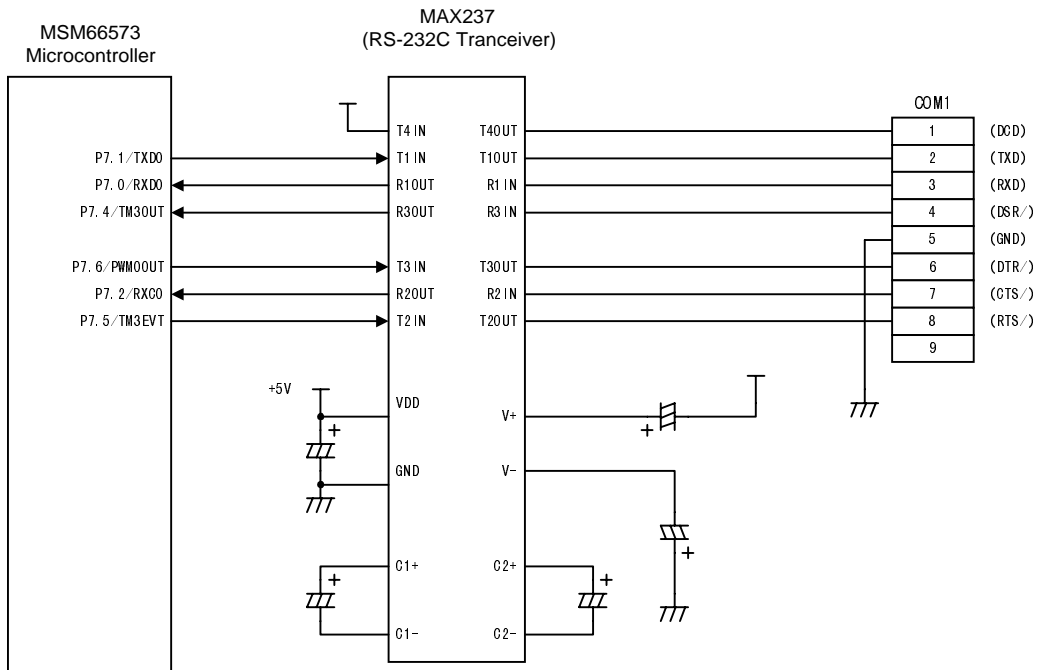 MSM66573
Microcontroller
MAX237
(RS-232C Tranceiver)
COM1
T4IN T4OUT 1 (DCD)
P7.1/TXD0 T1IN T1OUT 2 (TXD)
P7.0/RXD0 R1OUT R1IN 3 (RXD)
P7.4/TM3OUT R3OUT R3IN 4 (DSR/)
5 (GND)
P7.6/PWM0OUT T3IN T3OUT 6 (DTR/)
P7.2/RXC0 R2OUT R2IN 7 (CTS/)
P7.5/TM3EVT T2IN T2OUT 8 (RTS/)
9
+5V
VDD V+
+ +
GND V-
+
C1+ C2+
+ +
C1- C2-